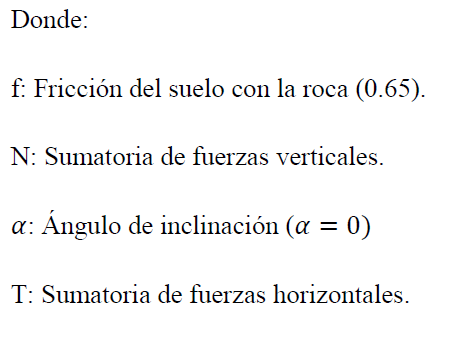 Donde:
f: Fricción del suelo con la roca (0.65).
N: Sumatoria de fuerzas verticales.
𝛼: Ángulo de inclinación (𝛼 = 0)
T: Sumatoria de fuerzas horizontales.